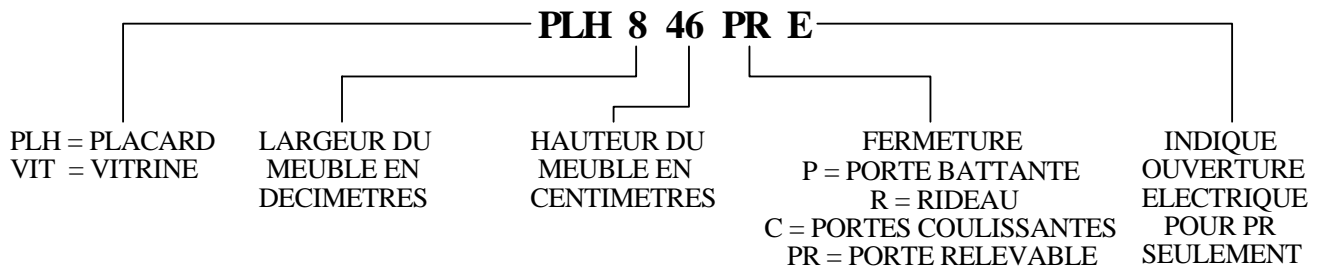 PLH 8 46 PR E
PLH = PLACARD
VIT = VITRINE
LARGEUR DU
MEUBLE EN
DECIMETRES
HAUTEUR DU
MEUBLE EN
CENTIMETRES
FERMETURE
P = PORTE BATTANTE
R = RIDEAU
C = PORTES COULISSANTES
PR = PORTE RELEVABLE
INDIQUE
OUVERTURE
ELECTRIQUE
POUR PR
SEULEMENT